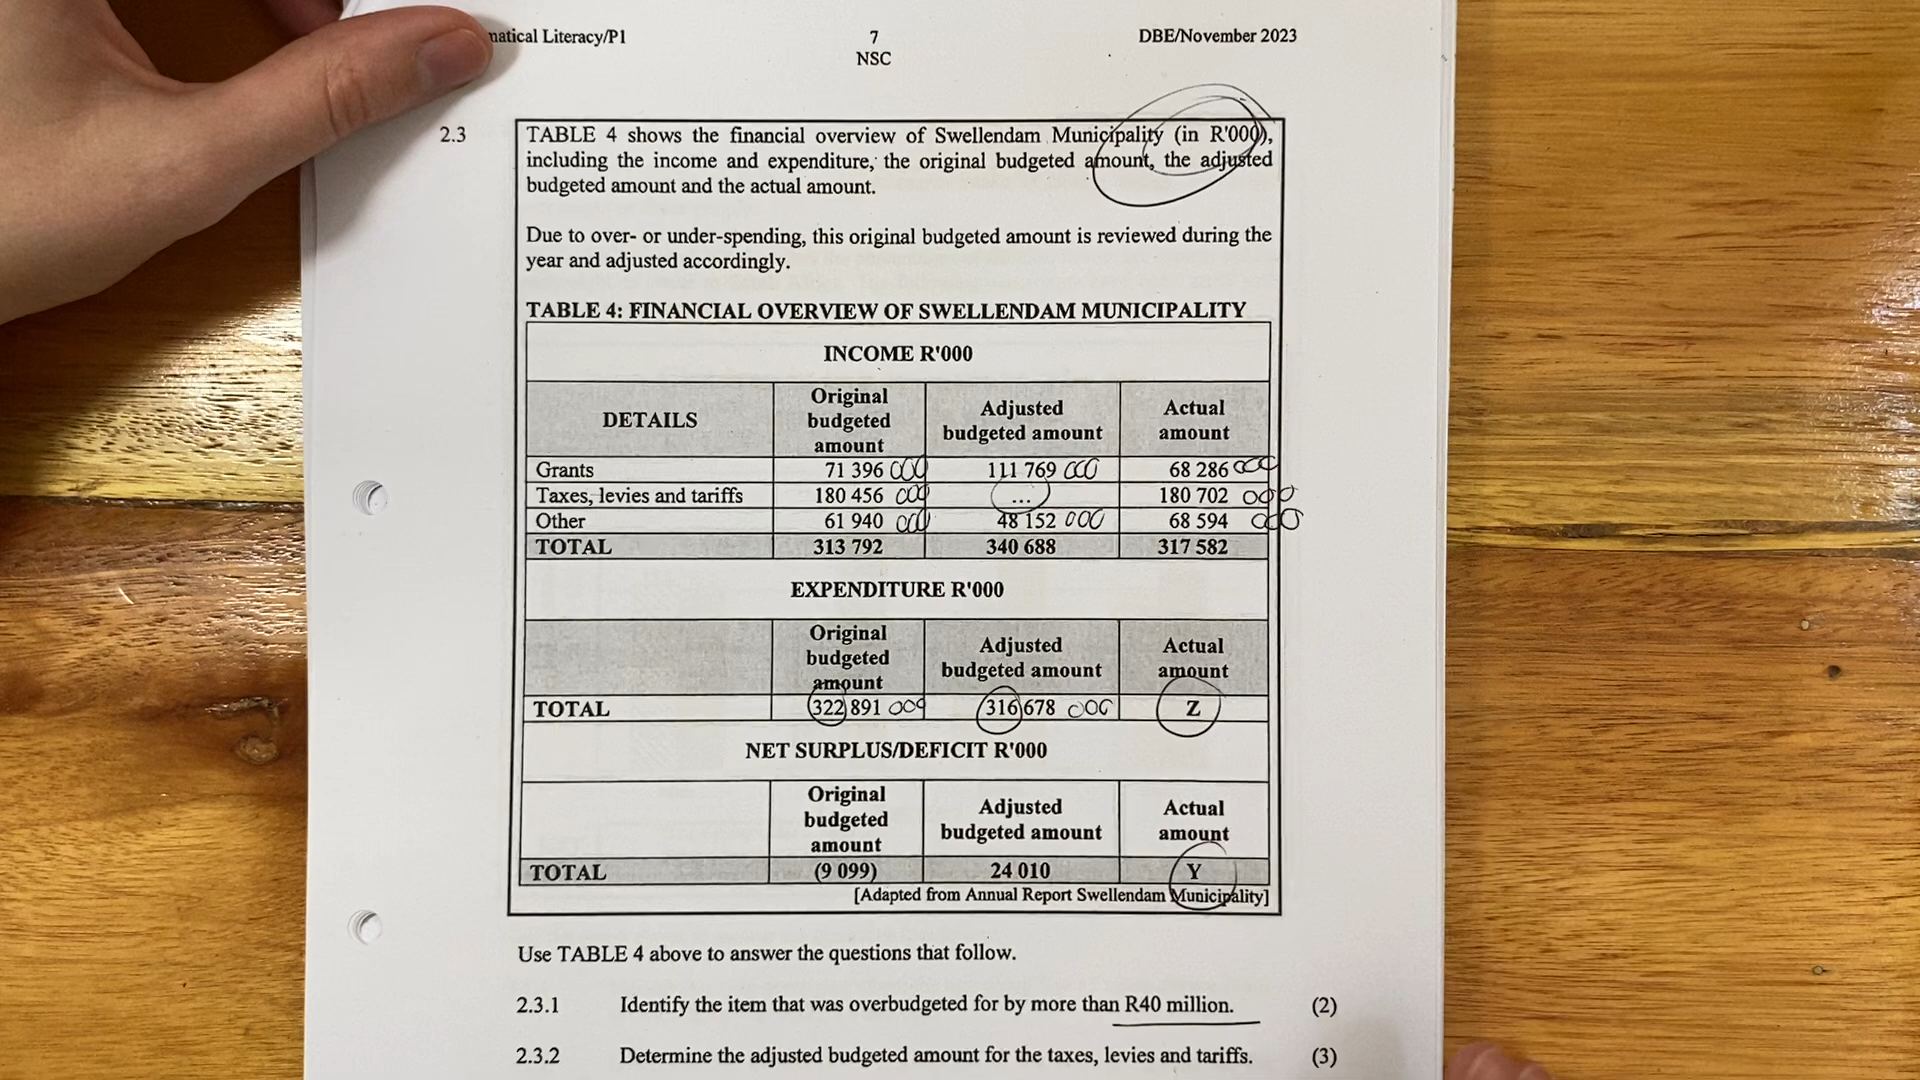 matical Literacy/P1 7 DBE/November 2023
NSC
2.3 TABLE 4 shows the financial overview of Swellendam Municipality (in R'000),
including the income and expenditure, the original budgeted amount, the adjusted
budgeted amount and the actual amount.
Due to over- or under-spending, this original budgeted amount is reviewed during the
year and adjusted accordingly.
TABLE 4: FINANCIAL OVERVIEW OF SWELLENDAM MUNICIPALITY
INCOME R'000
DETAILS Original budgeted amount Adjusted budgeted amount Actual amount
Grants 71 396 000 111 769 000 68 286 000
Taxes, levies and tariffs 180 456 000 ... 180 702 000
Other 61 940 000 48 152 000 68 594 000
TOTAL 313 792 340 688 317 582
EXPENDITURE R'000
Original budgeted amount Adjusted budgeted amount Actual amount
TOTAL 322 891 000 316 678 000 Z
NET SURPLUS/DEFICIT R'000
Original budgeted amount Adjusted budgeted amount Actual amount
TOTAL (9 099) 24 010 Y
[Adapted from Annual Report Swellendam Municipality]
Use TABLE 4 above to answer the questions that follow.
2.3.1 Identify the item that was overbudgeted for by more than R40 million. (2)
2.3.2 Determine the adjusted budgeted amount for the taxes, levies and tariffs. (3)